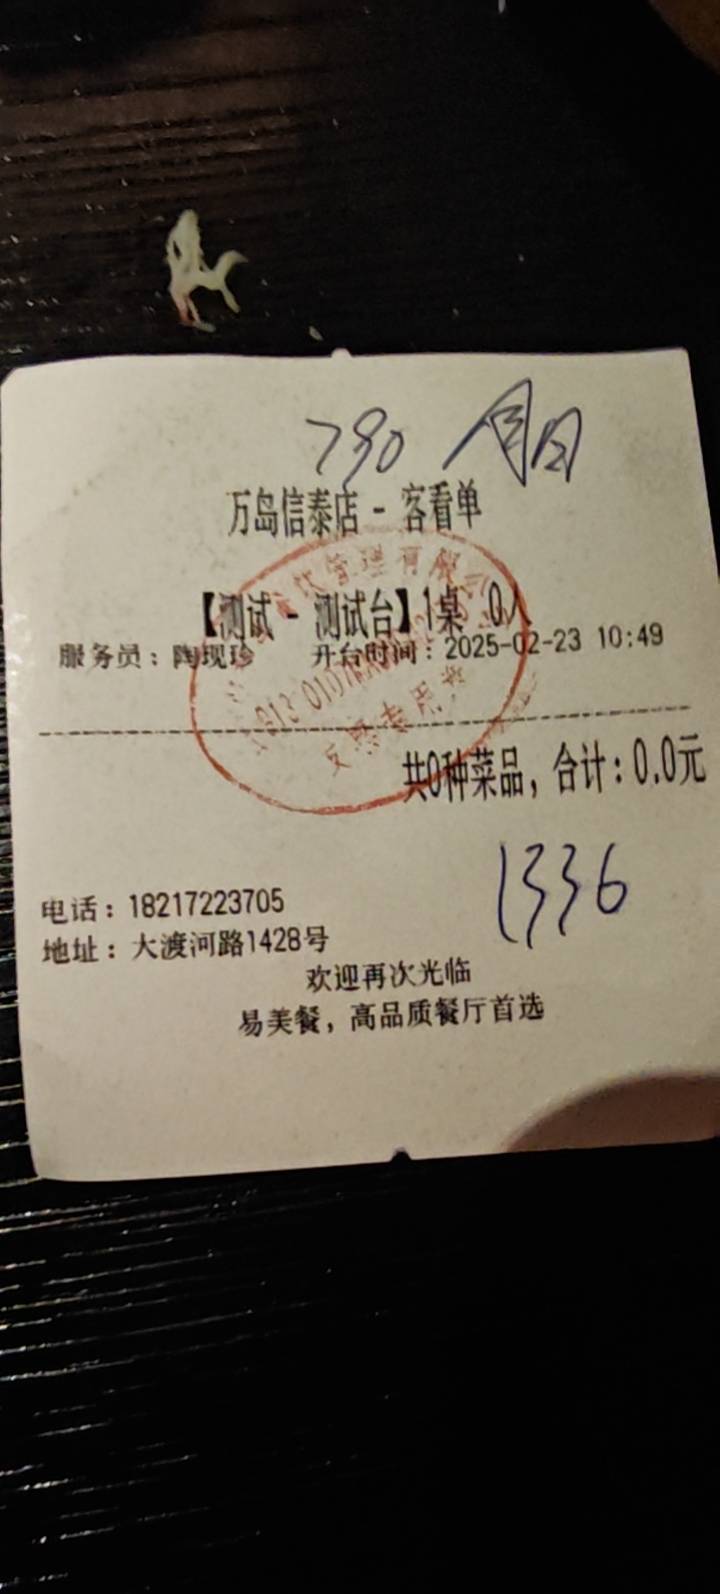 790
万岛信泰店 - 客看单
【测试 - 测试台】1桌 0人
服务员：陶现珍 开台时间：2025-02-23 10:49
共0种菜品，合计：0.0元
1336
电话：18217223705
地址：大渡河路1428号
欢迎再次光临
易美餐，高品质餐厅首选